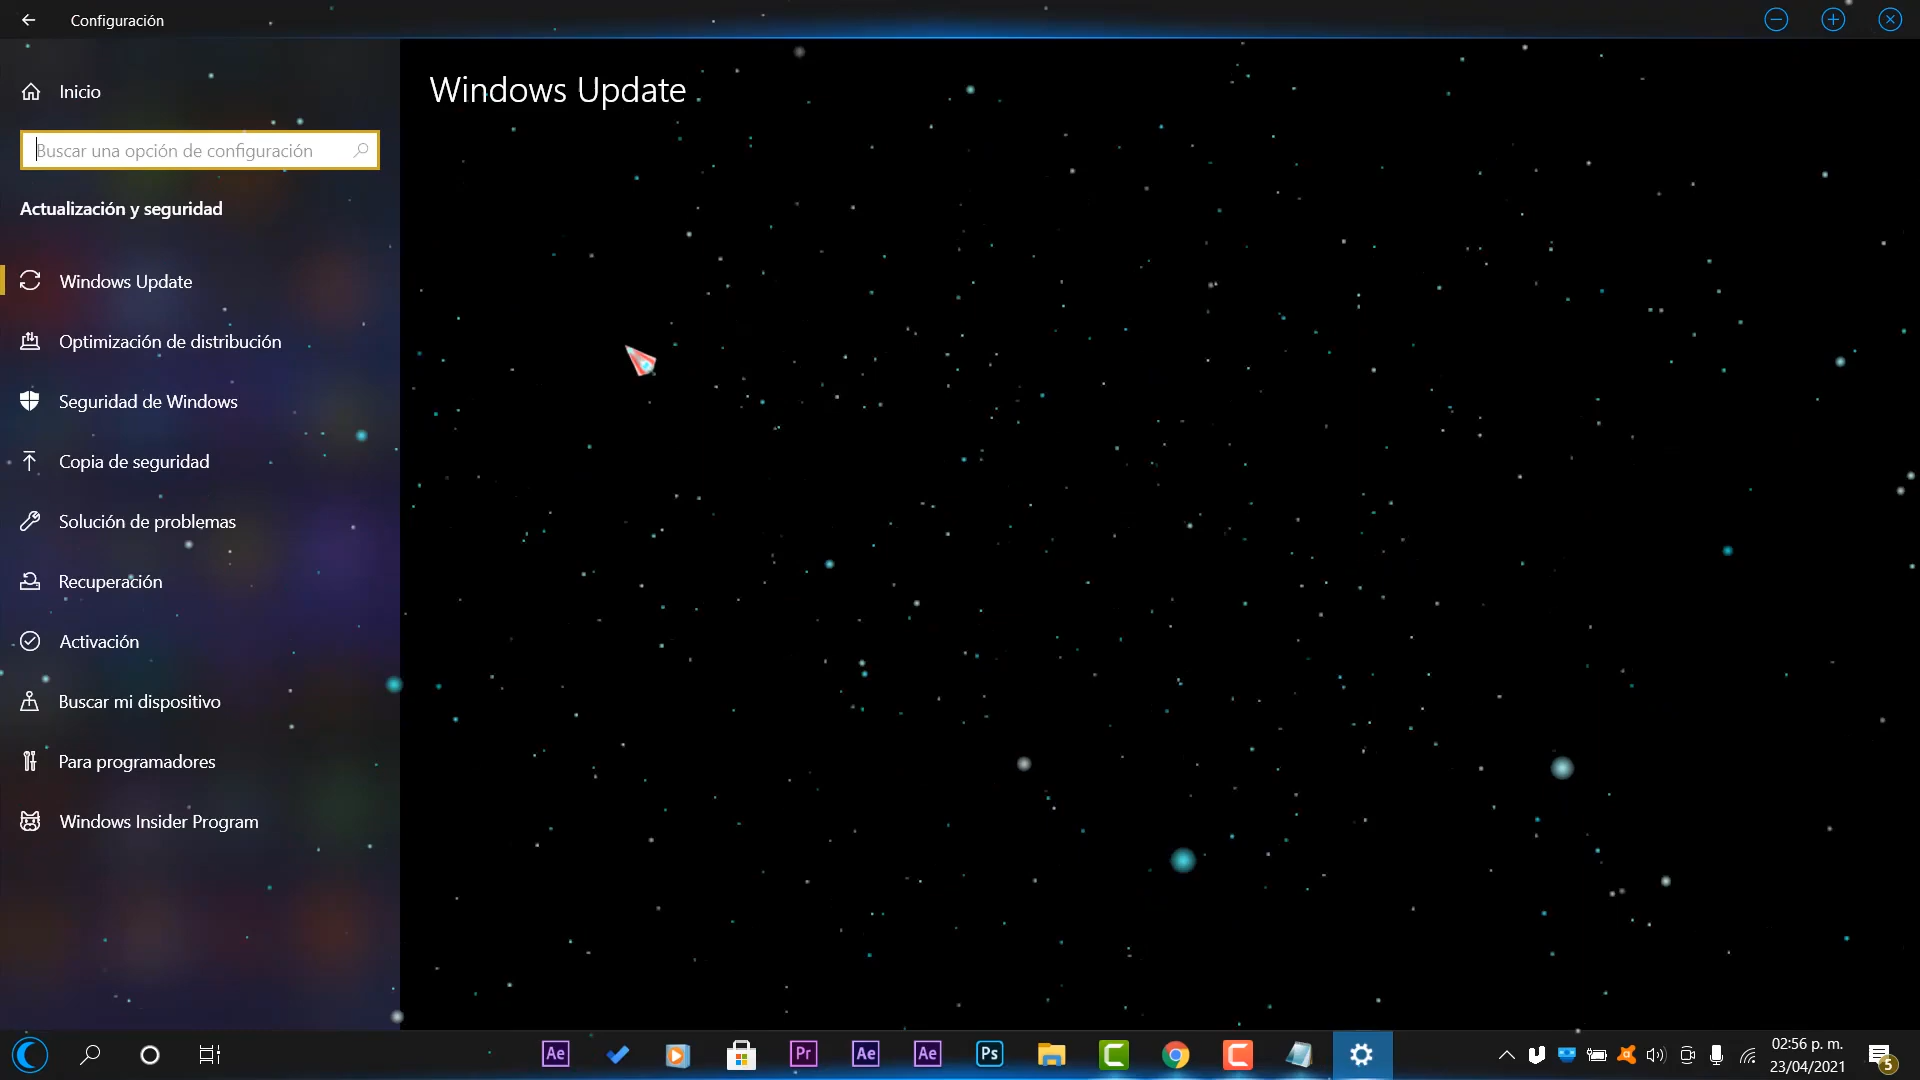 Configuración
Inicio
Buscar una opción de configuración
Actualización y seguridad
Windows Update
Optimización de distribución
Seguridad de Windows
Copia de seguridad
Solución de problemas
Recuperación
Activación
Buscar mi dispositivo
Para programadores
Windows Insider Program
Windows Update
Ae
Pr
Ae
Ae
Ps
02:56 p. m.
23/04/2021
5